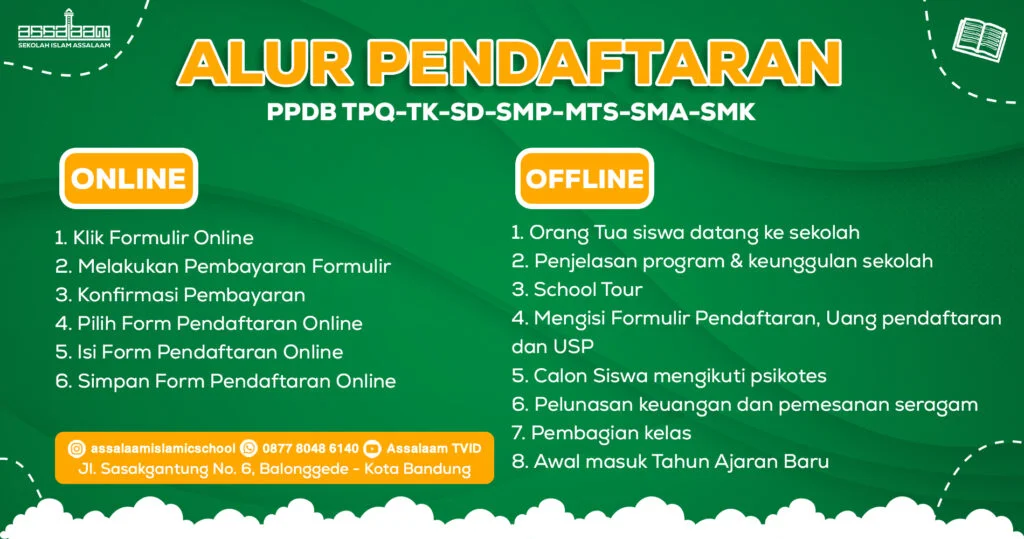 assalaam
SEKOLAH ISLAM ASSALAAM
ALUR PENDAFTARAN
PPDB TPQ-TK-SD-SMP-MTS-SMA-SMK
ONLINE
1. Klik Formulir Online
2. Melakukan Pembayaran Formulir
3. Konfirmasi Pembayaran
4. Pilih Form Pendaftaran Online
5. Isi Form Pendaftaran Online
6. Simpan Form Pendaftaran Online
assalaamislamicschool 0877 8048 6140 Assalaam TVID
Jl. Sasakgantung No. 6, Balonggede - Kota Bandung
OFFLINE
1. Orang Tua siswa datang ke sekolah
2. Penjelasan program & keunggulan sekolah
3. School Tour
4. Mengisi Formulir Pendaftaran, Uang pendaftaran
dan USP
5. Calon Siswa mengikuti psikotes
6. Pelunasan keuangan dan pemesanan seragam
7. Pembagian kelas
8. Awal masuk Tahun Ajaran Baru